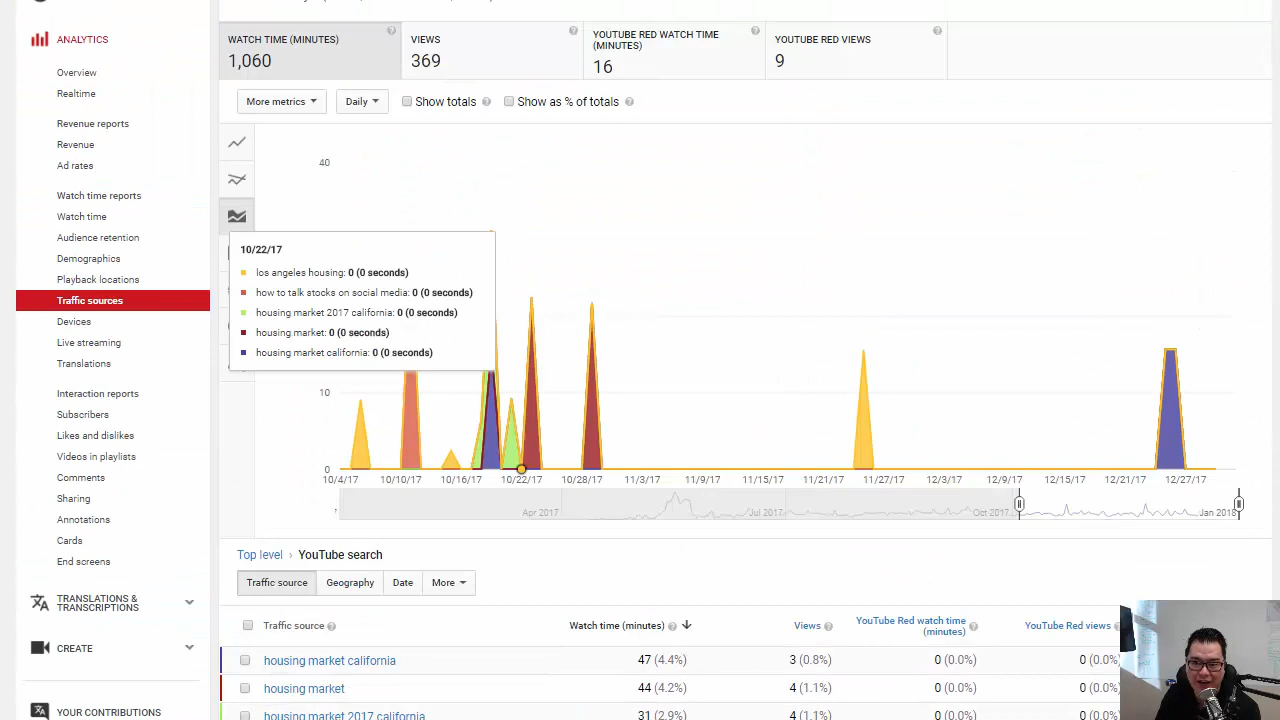 ANALYTICS
Overview
Realtime
Revenue reports
Revenue
Ad rates
Watch time reports
Watch time
Audience retention
Demographics
Playback locations
Traffic sources
Devices
Live streaming
Translations
Interaction reports
Subscribers
Likes and dislikes
Videos in playlists
Comments
Sharing
Annotations
Cards
End screens
TRANSLATIONS &
TRANSCRIPTIONS
CREATE
YOUR CONTRIBUTIONS
WATCH TIME (MINUTES) ?
1,060
VIEWS ?
369
YOUTUBE RED WATCH TIME ?
(MINUTES)
16
YOUTUBE RED VIEWS ?
9
More metrics
Daily
Show totals ?
Show as % of totals ?
40
10
0
10/22/17
los angeles housing: 0 (0 seconds)
how to talk stocks on social media: 0 (0 seconds)
housing market 2017 california: 0 (0 seconds)
housing market: 0 (0 seconds)
housing market california: 0 (0 seconds)
10/4/17 10/10/17 10/16/17 10/22/17 10/28/17 11/3/17 11/9/17 11/15/17 11/21/17 11/27/17 12/3/17 12/9/17 12/15/17 12/21/17 12/27/17
Apr 2017 Jul 2017 Oct 2017 Jan 2018
Top level › YouTube search
Traffic source Geography Date More
Traffic source ? Watch time (minutes) ? Views ? YouTube Red watch time (minutes) ? YouTube Red views ?
housing market california 47 (4.4%) 3 (0.8%) 0 (0.0%) 0 (0.0%)
housing market 44 (4.2%) 4 (1.1%) 0 (0.0%) 0 (0.0%)
housing market 2017 california 31 (2.9%) 4 (1.1%) 0 (0.0%) 0 (0.0%)